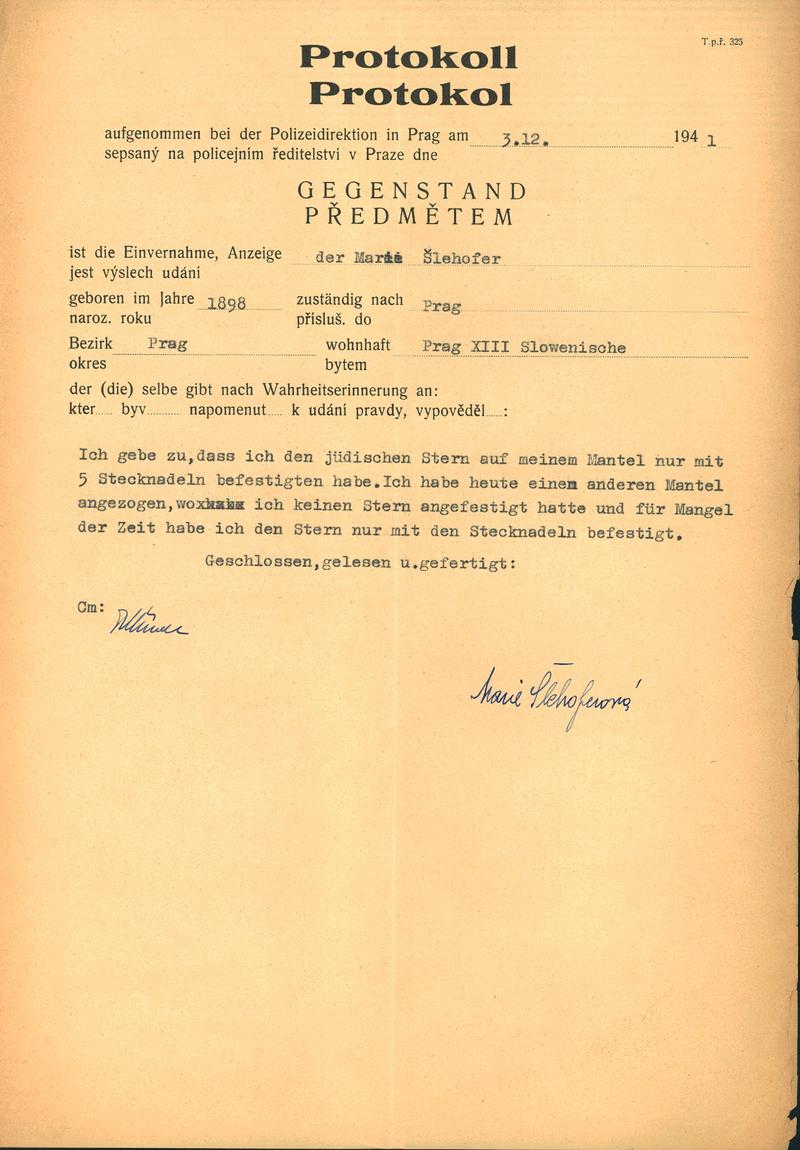 T.p.ř. 325
Protokoll
Protokol
aufgenommen bei der Polizeidirektion in Prag am 3.12. 194 1
sepsaný na policejním ředitelství v Praze dne
GEGENSTAND
PŘEDMĚTEM
ist die Einvernahme, Anzeige der Marie Šlehofer
jest výslech udání
geboren im Jahre 1898 zuständig nach Prag
naroz. roku přísluš. do
Bezirk Prag wohnhaft Prag XIII Slowenische
okres bytem
der (die) selbe gibt nach Wahrheitserinnerung an:
kter..... byv........... napomenut..... k udání pravdy, vypověděl.....:
Ich gebe zu,dass ich den jüdischen Stern auf meinem Mantel nur mit
5 Stecknadeln befestigten habe.Ich habe heute einem anderen Mantel
angezogen,wo ich keinen Stern angefestigt hatte und für Mangel
der Zeit habe ich den Stern nur mit den Stecknadeln befestigt.
Geschlossen,gelesen u.gefertigt:
Cm:
Marie Šlehoferová